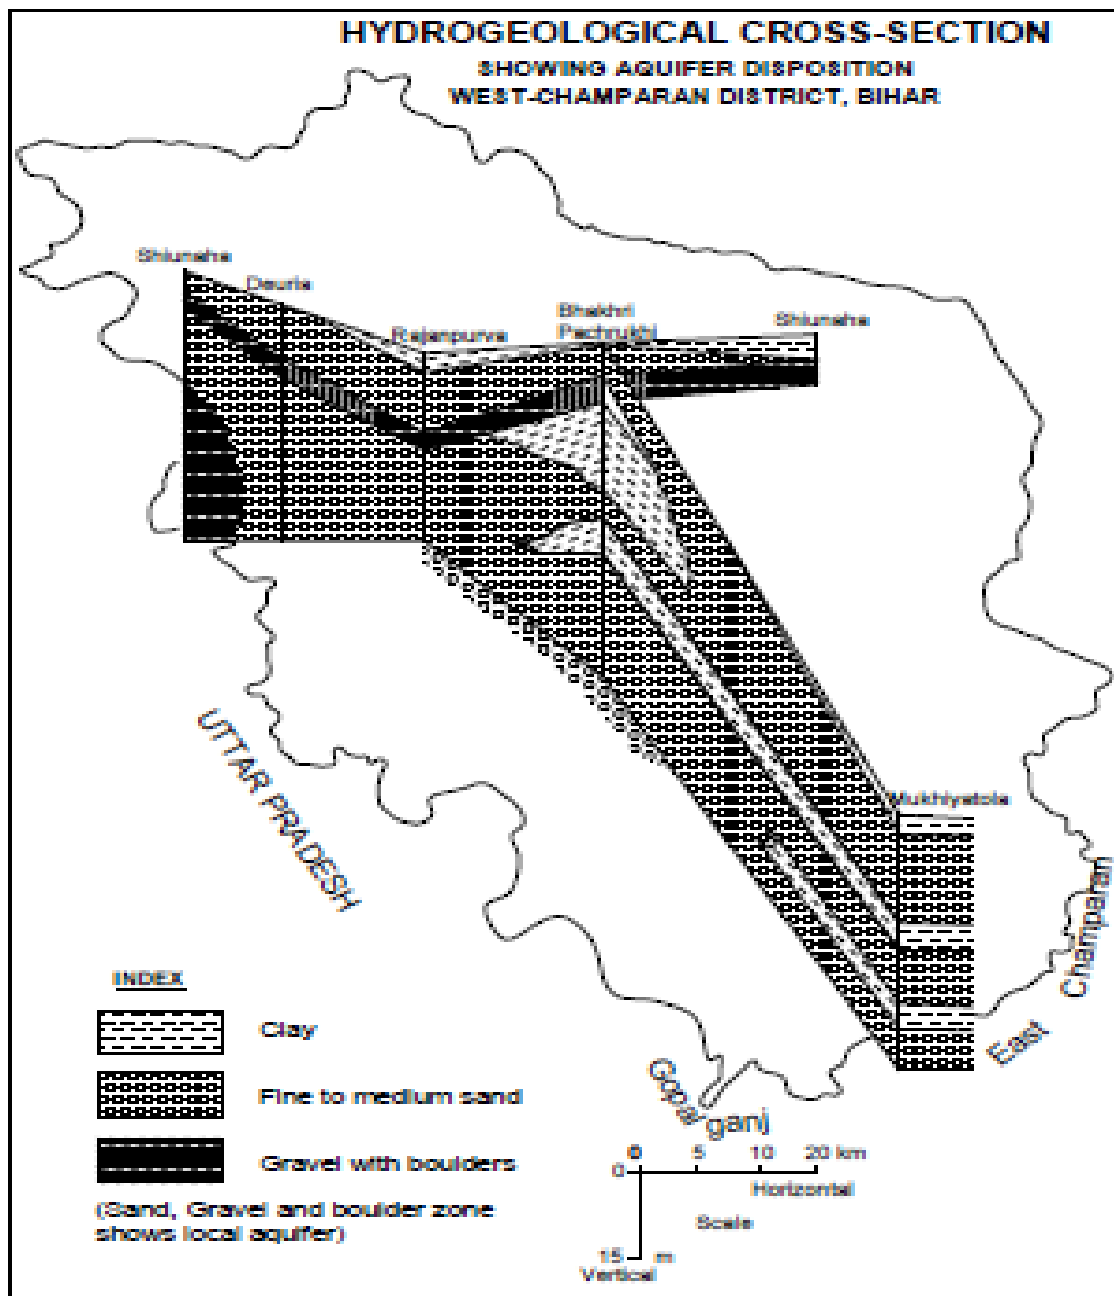 HYDROGEOLOGICAL CROSS-SECTION
SHOWING AQUIFER DISPOSITION
WEST-CHAMPARAN DISTRICT, BIHAR
Shiunaha
Deurla
Rajanpurva
Bhakhri
Pachrukhi
Shiunaha
UTTAR PRADESH
Mukhiyatola
East Champaran
Gopalganj
INDEX
Clay
Fine to medium sand
Gravel with boulders
(Sand, Gravel and boulder zone
shows local aquifer)
0 5 10 20 km
0
Horizontal
Scale
15 m
Vertical